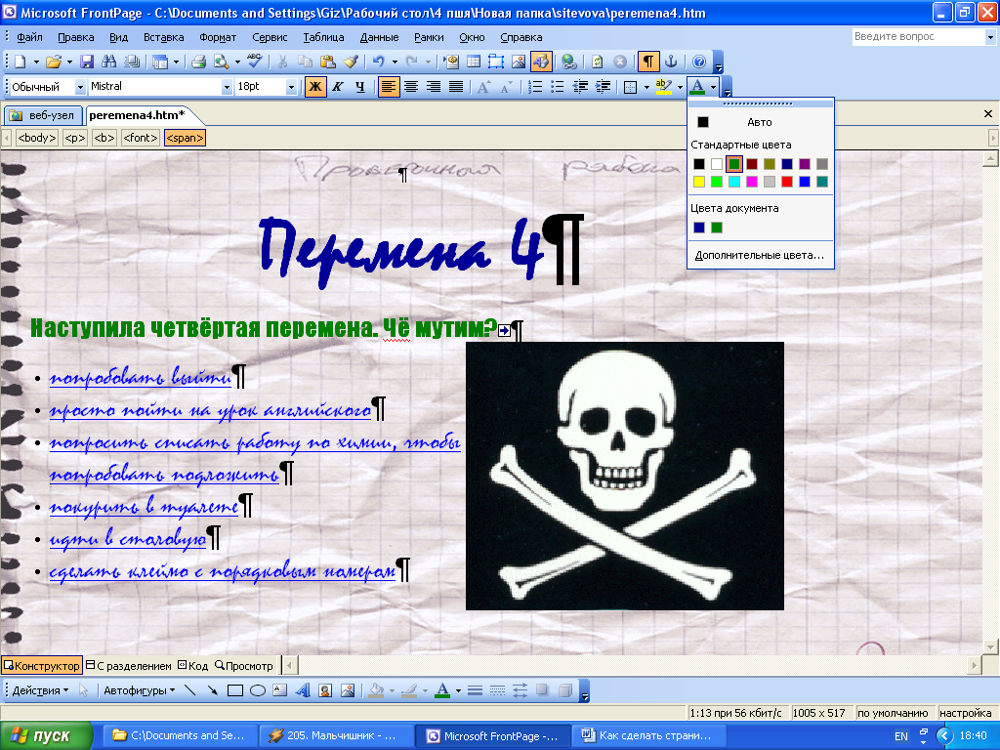 Microsoft FrontPage - C:\Documents and Settings\Giz\Рабочий стол\4 пшя\Новая папка\sitevova\peremena4.htm
Файл Правка Вид Вставка Формат Сервис Таблица Данные Рамки Окно Справка Введите вопрос
Обычный Mistral 18pt Ж К Ч
веб-узел peremena4.htm*
<body> <p> <b> <font> <span>
Авто
Стандартные цвета
Цвета документа
Дополнительные цвета...
Проверочная работа
¶
Перемена 4¶
Наступила четвёртая перемена. Чё мутим?¶
• попробовать выйти¶
• просто пойти на урок английского¶
• попросить списать работу по химии, чтобы
попробовать подложить¶
• покурить в туалете¶
• идти в столовую¶
• сделать клеймо с порядковым номером¶
Конструктор С разделением Код Просмотр
Действия Автофигуры
1:13 при 56 кбит/с 1005 x 517 по умолчанию настройка
пуск C:\Documents and Se... 205. Мальчишник - ... Microsoft FrontPage -... Как сделать страни... EN 18:40